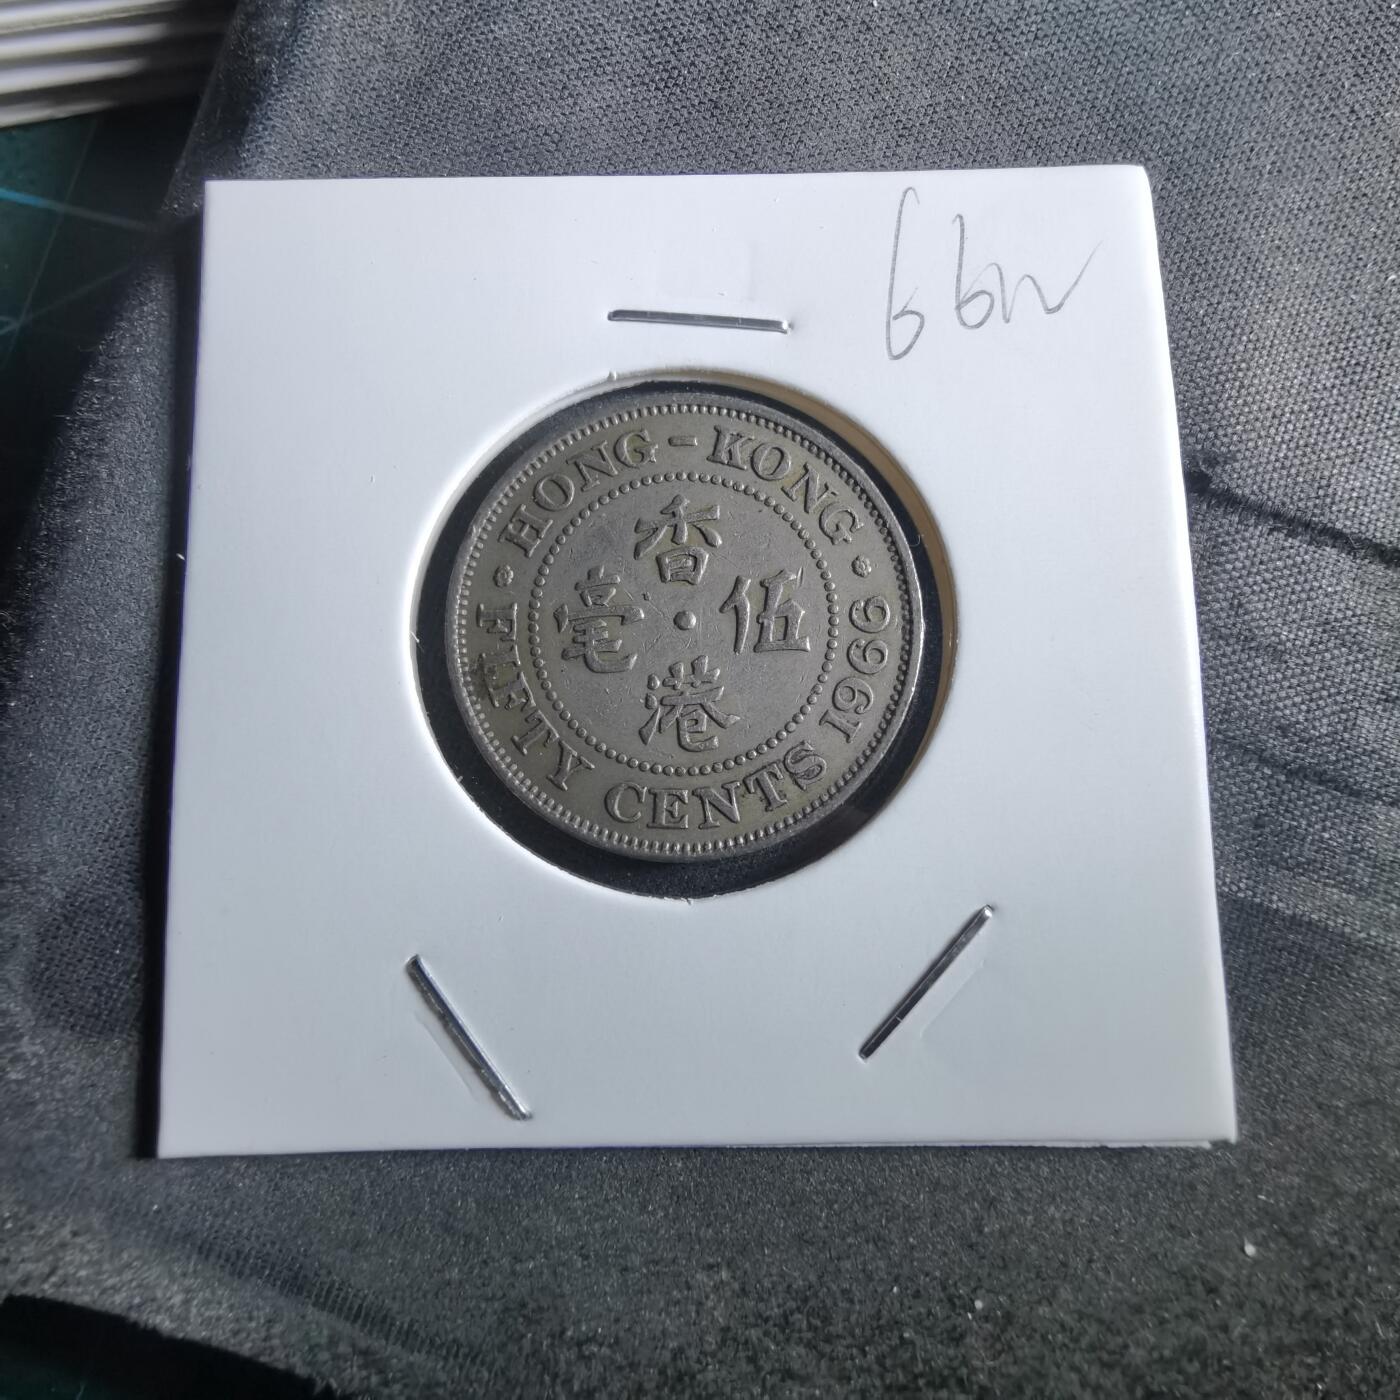 66n
HONG - KONG
香
伍毫
港
FIFTY CENTS 1966